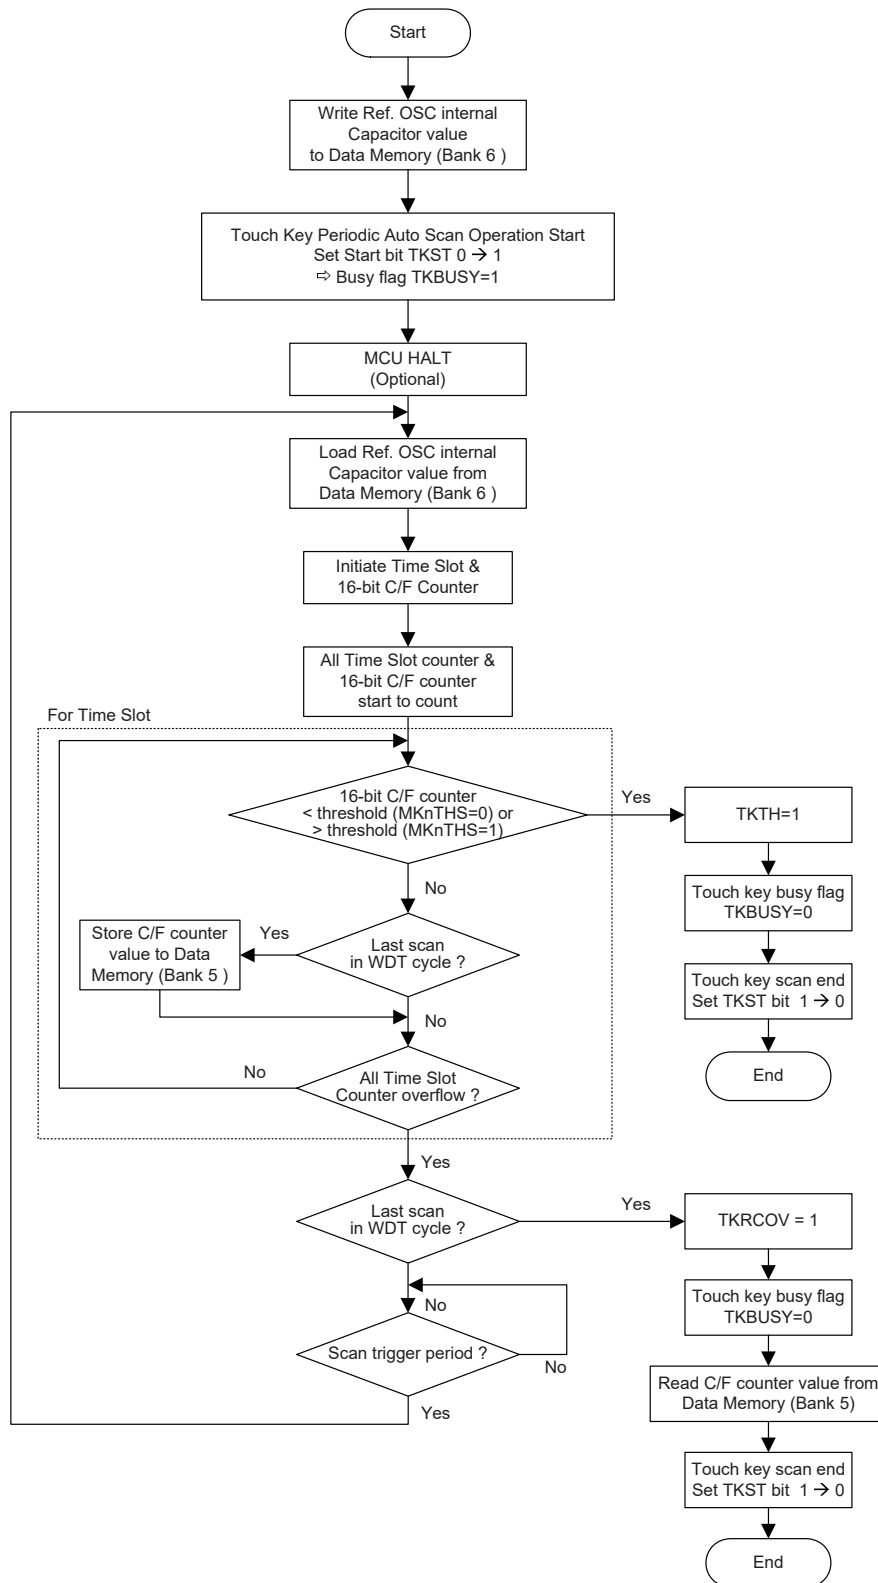 Start
Write Ref. OSC internal
Capacitor value
to Data Memory (Bank 6 )
Touch Key Periodic Auto Scan Operation Start
Set Start bit TKST 0 → 1
⇨ Busy flag TKBUSY=1
MCU HALT
(Optional)
Load Ref. OSC internal
Capacitor value from
Data Memory (Bank 6 )
Initiate Time Slot &
16-bit C/F Counter
All Time Slot counter &
16-bit C/F counter
start to count
For Time Slot
16-bit C/F counter
< threshold (MKnTHS=0) or
> threshold (MKnTHS=1)
Yes
TKTH=1
No
Touch key busy flag
TKBUSY=0
Store C/F counter
value to Data
Memory (Bank 5 )
Yes
Last scan
in WDT cycle ?
Touch key scan end
Set TKST bit 1 → 0
No
End
No
All Time Slot
Counter overflow ?
Yes
Last scan
in WDT cycle ?
Yes
TKRCOV = 1
No
Touch key busy flag
TKBUSY=0
Scan trigger period ?
No
Yes
Read C/F counter value from
Data Memory (Bank 5)
Touch key scan end
Set TKST bit 1 → 0
End